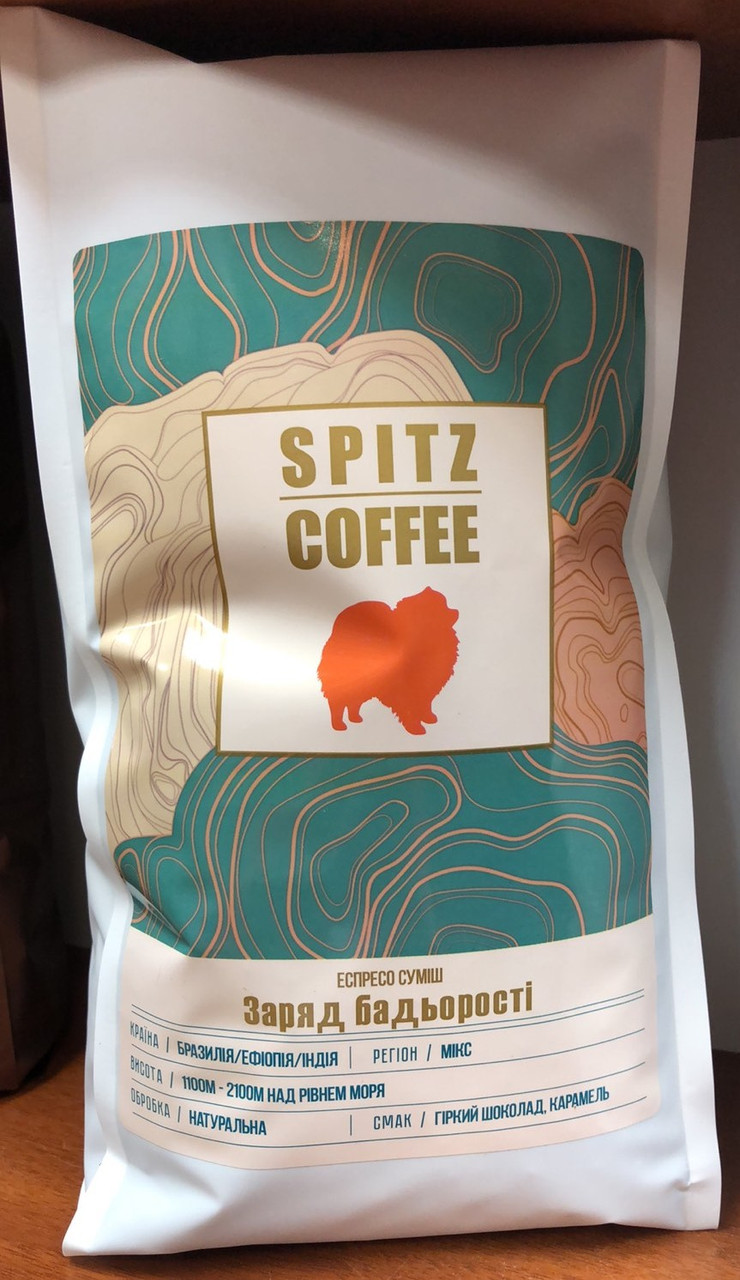 SPITZ
COFFEE
ЕСПРЕСО СУМІШ
Заряд бадьорості
КРАЇНА / БРАЗИЛІЯ/ЕФІОПІЯ/ІНДІЯ | РЕГІОН / МІКС
ВИСОТА / 1100М - 2100М НАД РІВНЕМ МОРЯ
ОБРОБКА / НАТУРАЛЬНА | СМАК / ГІРКИЙ ШОКОЛАД, КАРАМЕЛЬ